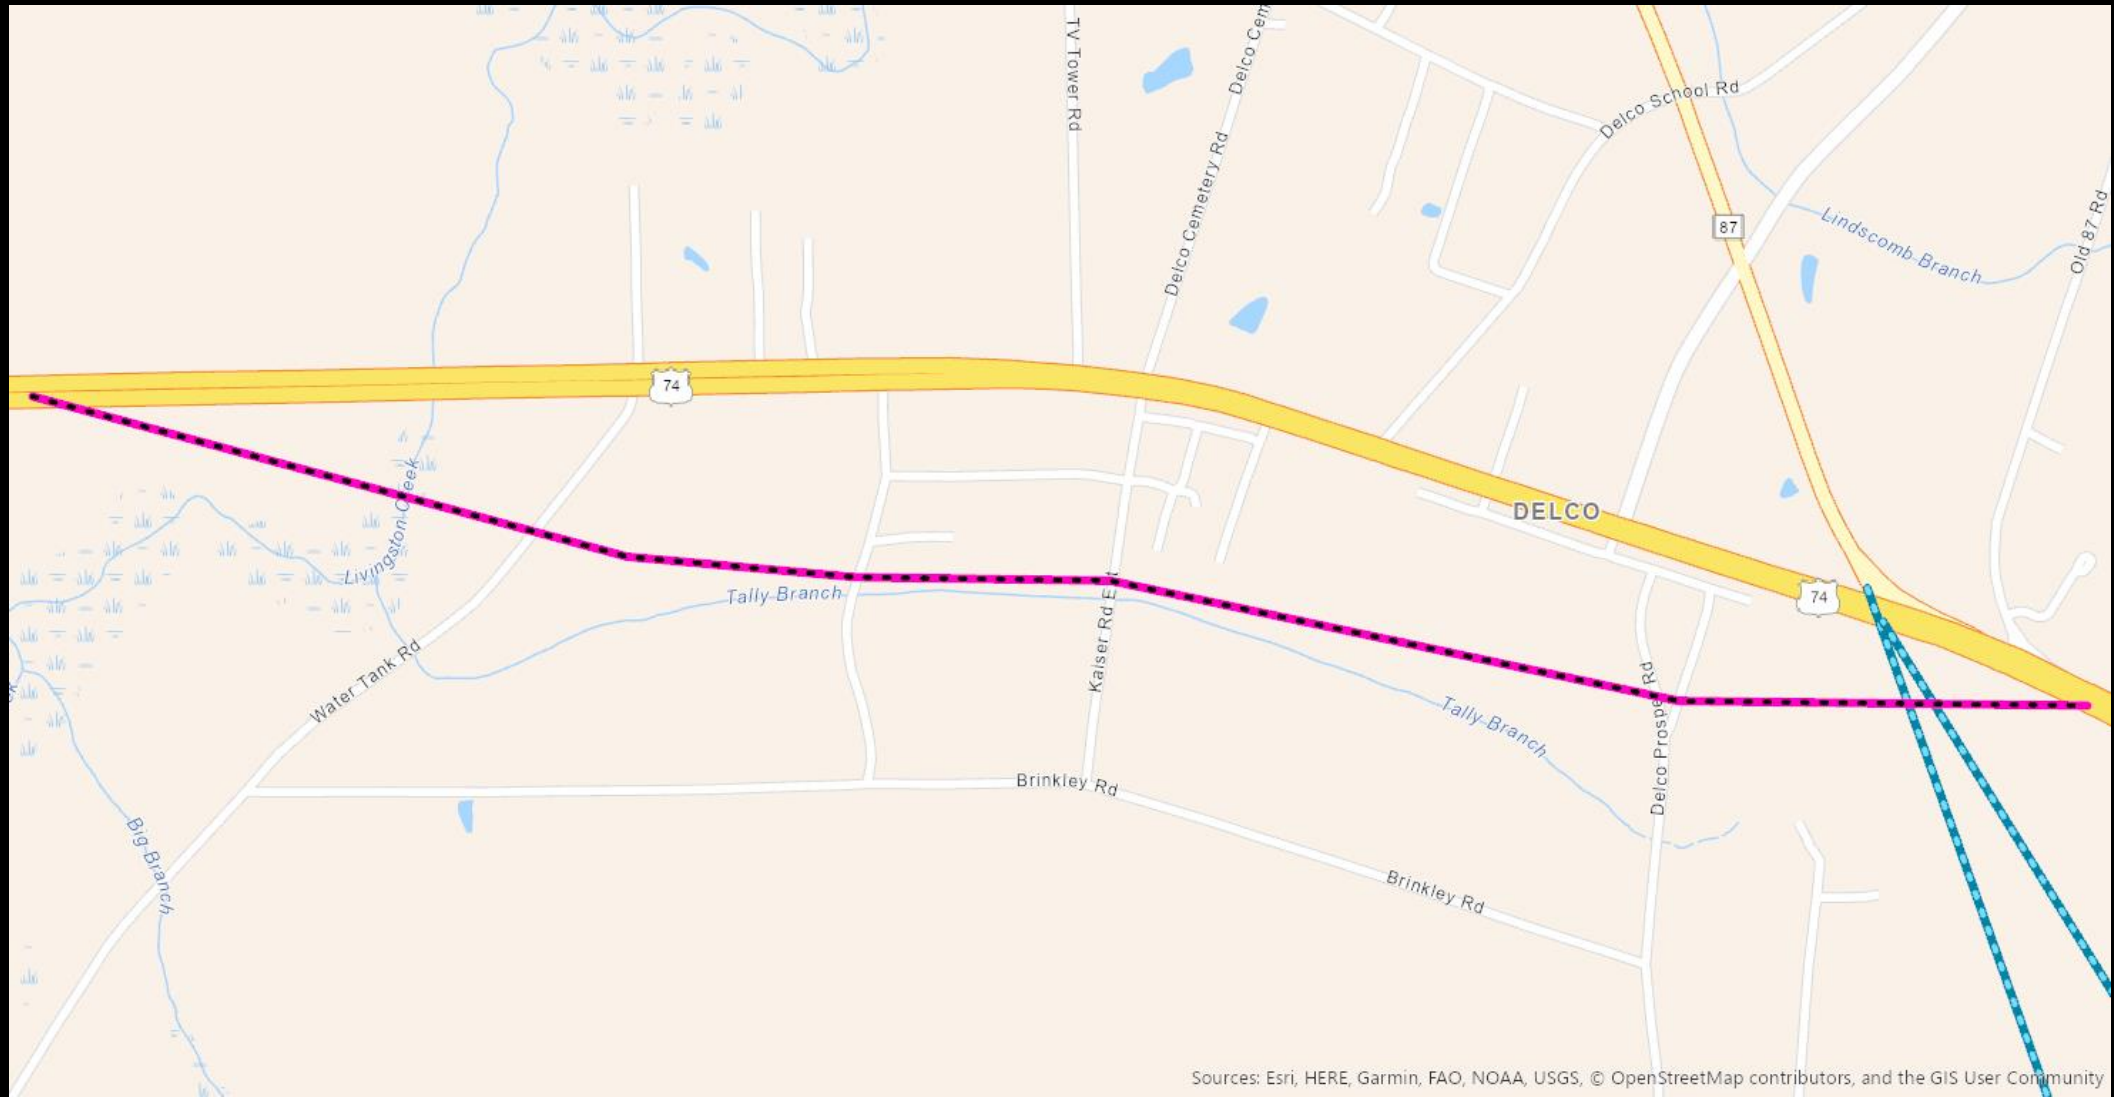 TV Tower Rd
Delco Cem
Delco School Rd
Delco Cemetery Rd
87
Lindscomb Branch
Old 87 Rd
74
Livingston Creek
DELCO
74
Tally Branch
Kaiser Rd E
Water Tank Rd
Tally Branch
Delco Prosper Rd
Brinkley Rd
Big Branch
Brinkley Rd
Sources: Esri, HERE, Garmin, FAO, NOAA, USGS, © OpenStreetMap contributors, and the GIS User Community